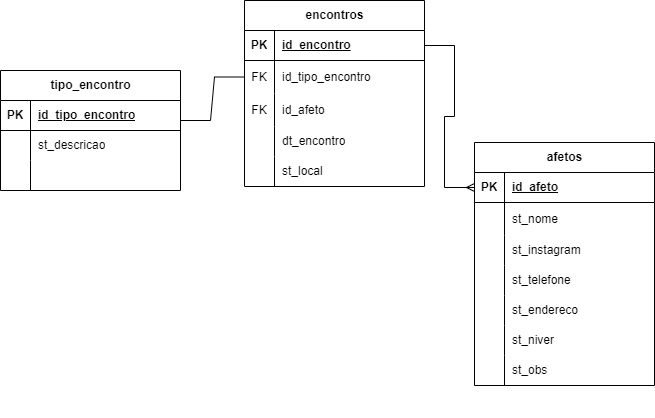 encontros
PK id_encontro
FK id_tipo_encontro
FK id_afeto
dt_encontro
st_local
tipo_encontro
PK id_tipo_encontro
st_descricao
afetos
PK id_afeto
st_nome
st_instagram
st_telefone
st_endereco
st_niver
st_obs